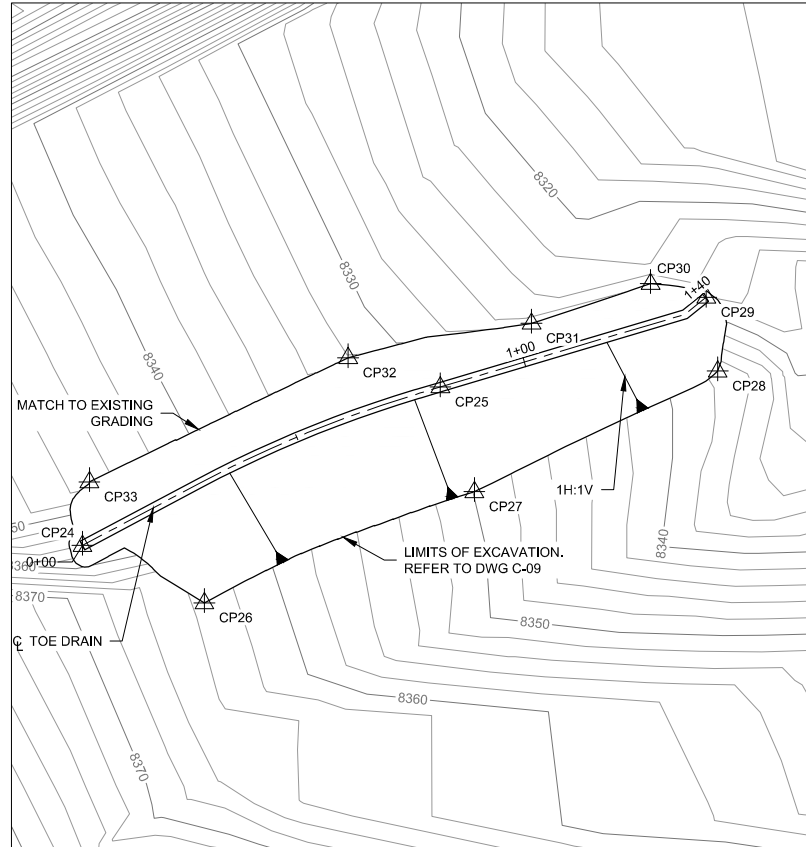 8320
CP30
1+40
8330
CP29
CP31
1+00
8340
CP32
CP28
CP25
MATCH TO EXISTING
GRADING
CP33
1H:1V
CP27
50
CP24
8340
LIMITS OF EXCAVATION.
REFER TO DWG C-09
0+00
8360
8370
CP26
8350
℄ TOE DRAIN
8360
8370